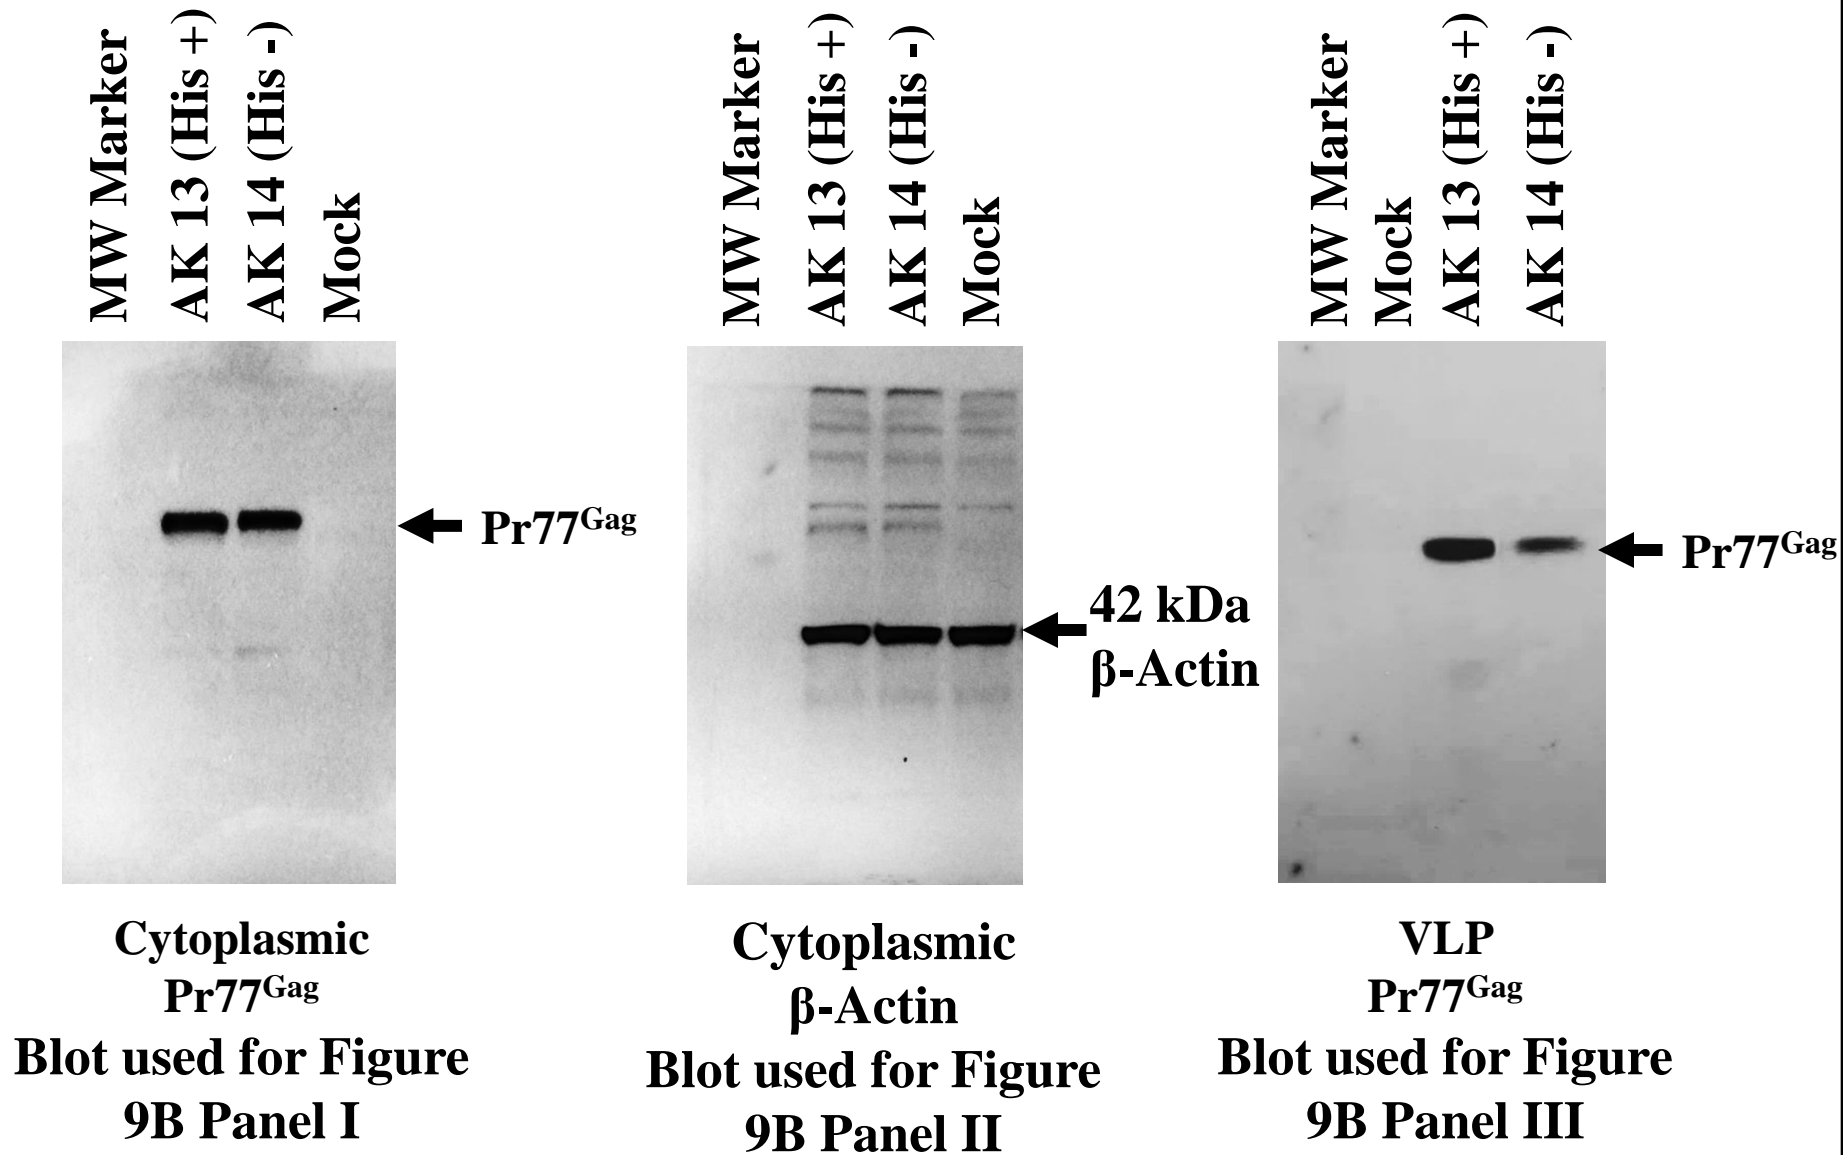 MW Marker
AK 13 (His +)
AK 14 (His -)
Mock
Pr77Gag
Cytoplasmic
Pr77Gag
Blot used for Figure
9B Panel I
MW Marker
AK 13 (His +)
AK 14 (His -)
Mock
42 kDa
β-Actin
Cytoplasmic
β-Actin
Blot used for Figure
9B Panel II
MW Marker
Mock
AK 13 (His +)
AK 14 (His -)
Pr77Gag
VLP
Pr77Gag
Blot used for Figure
9B Panel III